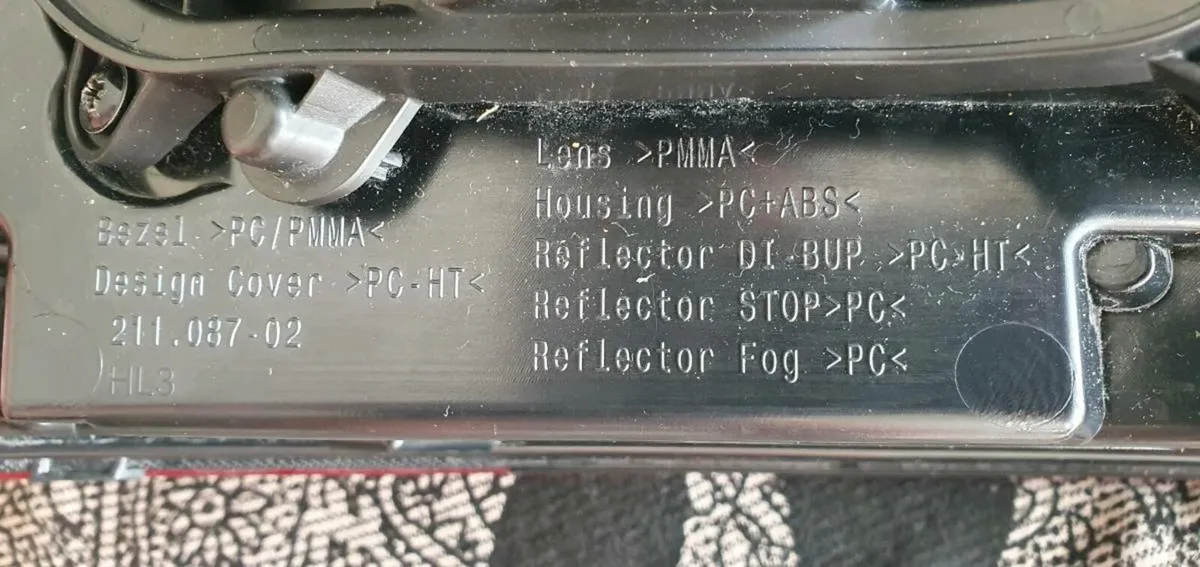 Bezel >PC/PMMA<
Design Cover >PC-HT<
211.087-02
HL3
Lens >PMMA<
Housing >PC+ABS<
Reflector DI-BUP >PC-HT<
Reflector STOP>PC<
Reflector Fog >PC<